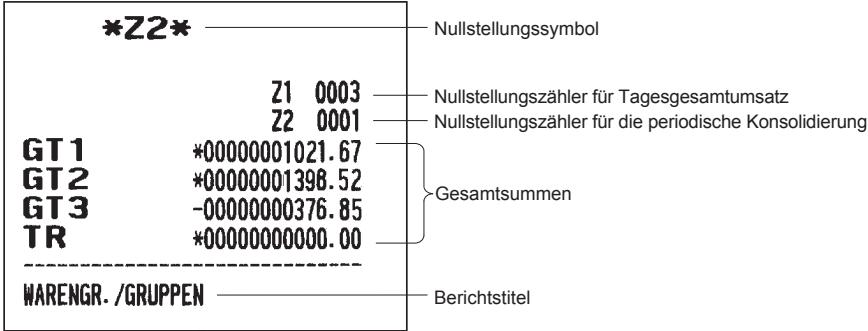 *Z2* Nullstellungssymbol
Z1 0003 Nullstellungszähler für Tagesgesamtumsatz
Z2 0001 Nullstellungszähler für die periodische Konsolidierung
GT1 *00000001021.67
GT2 *00000001398.52
Gesamtsummen
GT3 -00000000376.85
TR *00000000000.00
WARENGR./GRUPPEN Berichtstitel